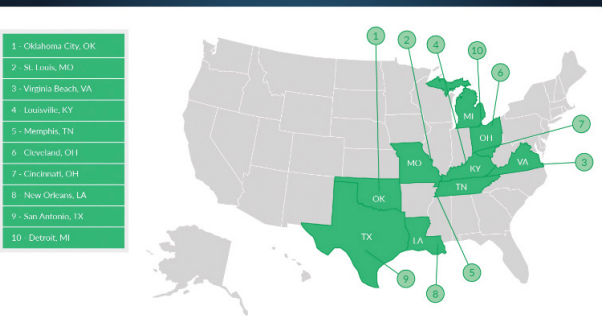 1 - Oklahoma City, OK
2 - St. Louis, MO
3 - Virginia Beach, VA
4 - Louisville, KY
5 - Memphis, TN
6 - Cleveland, OH
7 - Cincinnati, OH
8 - New Orleans, LA
9 - San Antonio, TX
10 - Detroit, MI
1
2
4
10
6
7
3
5
8
9
MI
OH
MO
KY
VA
TN
OK
TX
LA